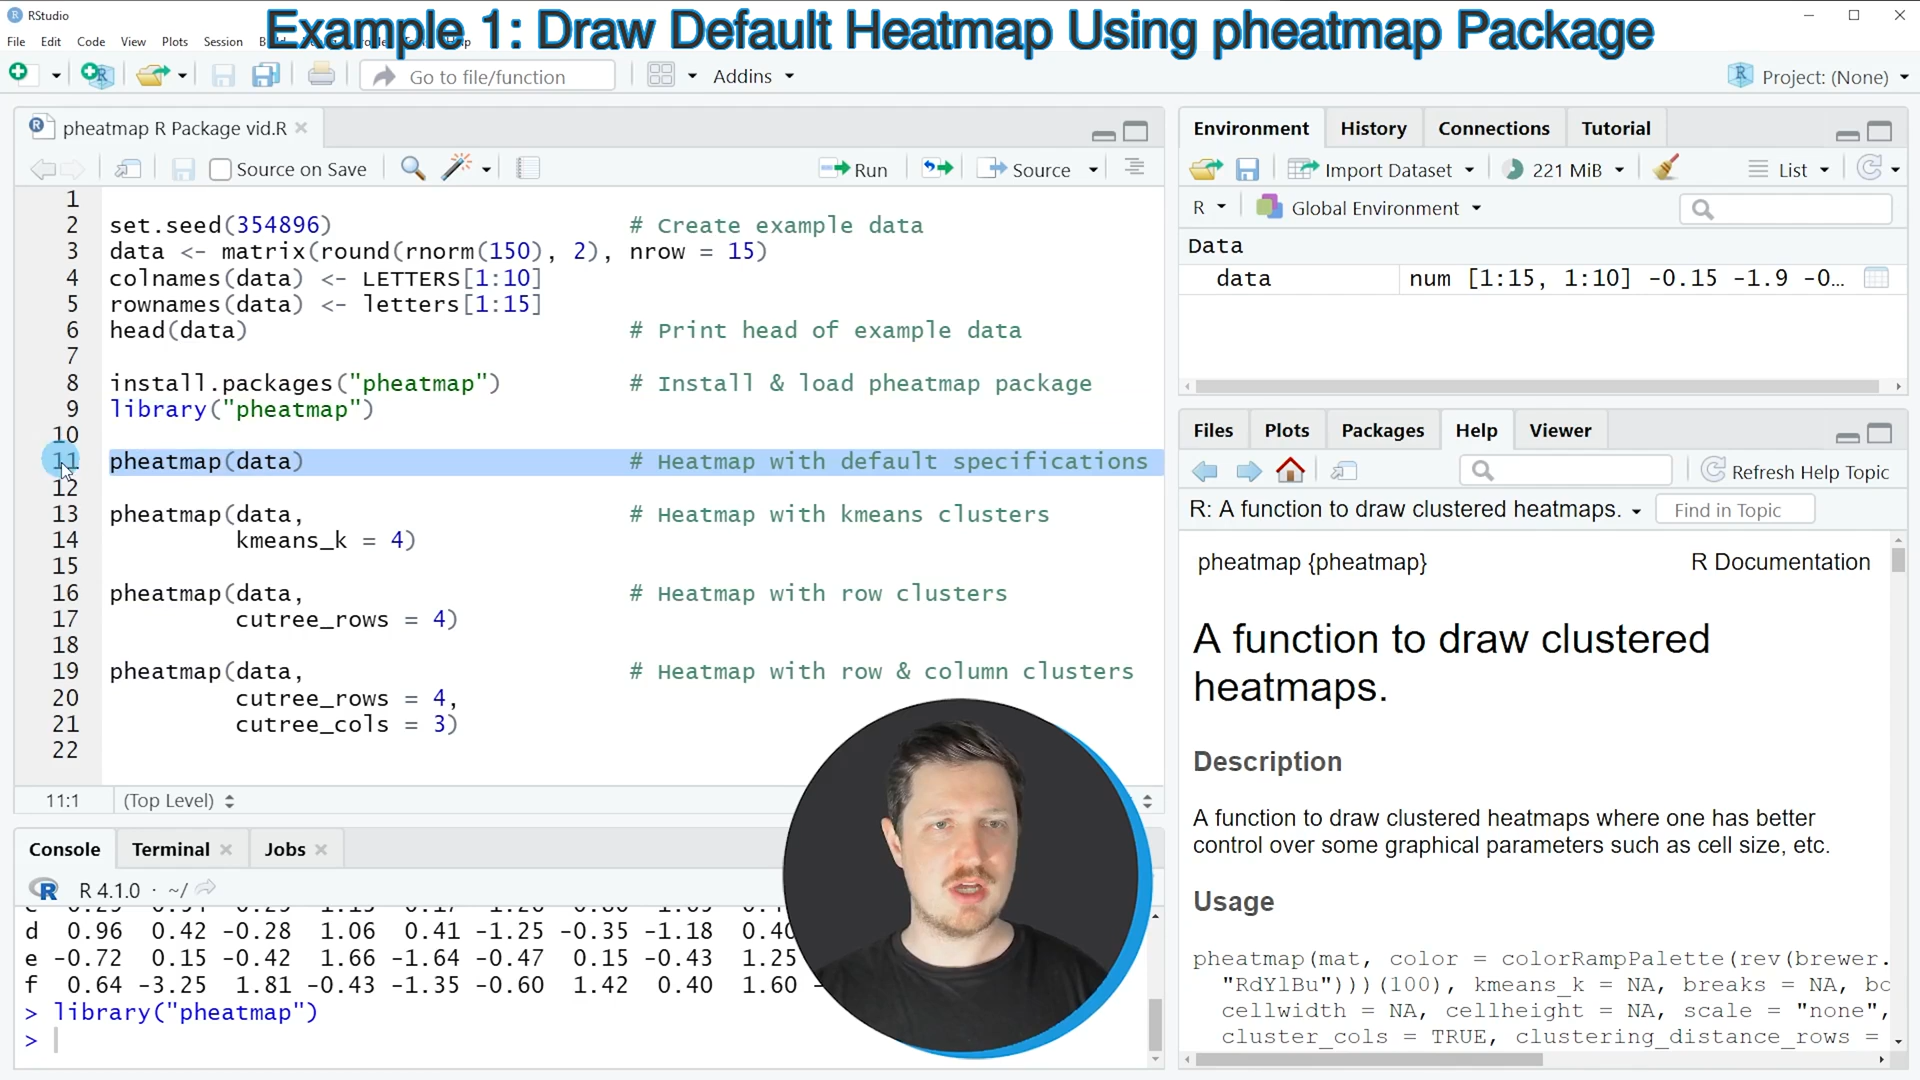 RStudio
Example 1: Draw Default Heatmap Using pheatmap Package
File Edit Code View Plots Session
Go to file/function
Addins
Project: (None)
pheatmap R Package vid.R
Source on Save
Run
Source
1
2 set.seed(354896) # Create example data
3 data <- matrix(round(rnorm(150), 2), nrow = 15)
4 colnames(data) <- LETTERS[1:10]
5 rownames(data) <- letters[1:15]
6 head(data) # Print head of example data
7
8 install.packages("pheatmap") # Install & load pheatmap package
9 library("pheatmap")
10
11 pheatmap(data) # Heatmap with default specifications
12
13 pheatmap(data, # Heatmap with kmeans clusters
14 kmeans_k = 4)
15
16 pheatmap(data, # Heatmap with row clusters
17 cutree_rows = 4)
18
19 pheatmap(data, # Heatmap with row & column clusters
20 cutree_rows = 4,
21 cutree_cols = 3)
22
11:1 (Top Level)
Console Terminal Jobs
R 4.1.0 · ~/
d 0.96 0.42 -0.28 1.06 0.41 -1.25 -0.35 -1.18 0.40
e -0.72 0.15 -0.42 1.66 -1.64 -0.47 0.15 -0.43 1.25
f 0.64 -3.25 1.81 -0.43 -1.35 -0.60 1.42 0.40 1.60
> library("pheatmap")
>
Environment History Connections Tutorial
Import Dataset 221 MiB List
R Global Environment
Data
data num [1:15, 1:10] -0.15 -1.9 -0...
Files Plots Packages Help Viewer
Refresh Help Topic
R: A function to draw clustered heatmaps. Find in Topic
pheatmap {pheatmap} R Documentation
A function to draw clustered
heatmaps.
Description
A function to draw clustered heatmaps where one has better
control over some graphical parameters such as cell size, etc.
Usage
pheatmap(mat, color = colorRampPalette(rev(brewer.
"RdYlBu")))(100), kmeans_k = NA, breaks = NA, bo
cellwidth = NA, cellheight = NA, scale = "none",
cluster_cols = TRUE, clustering_distance_rows =